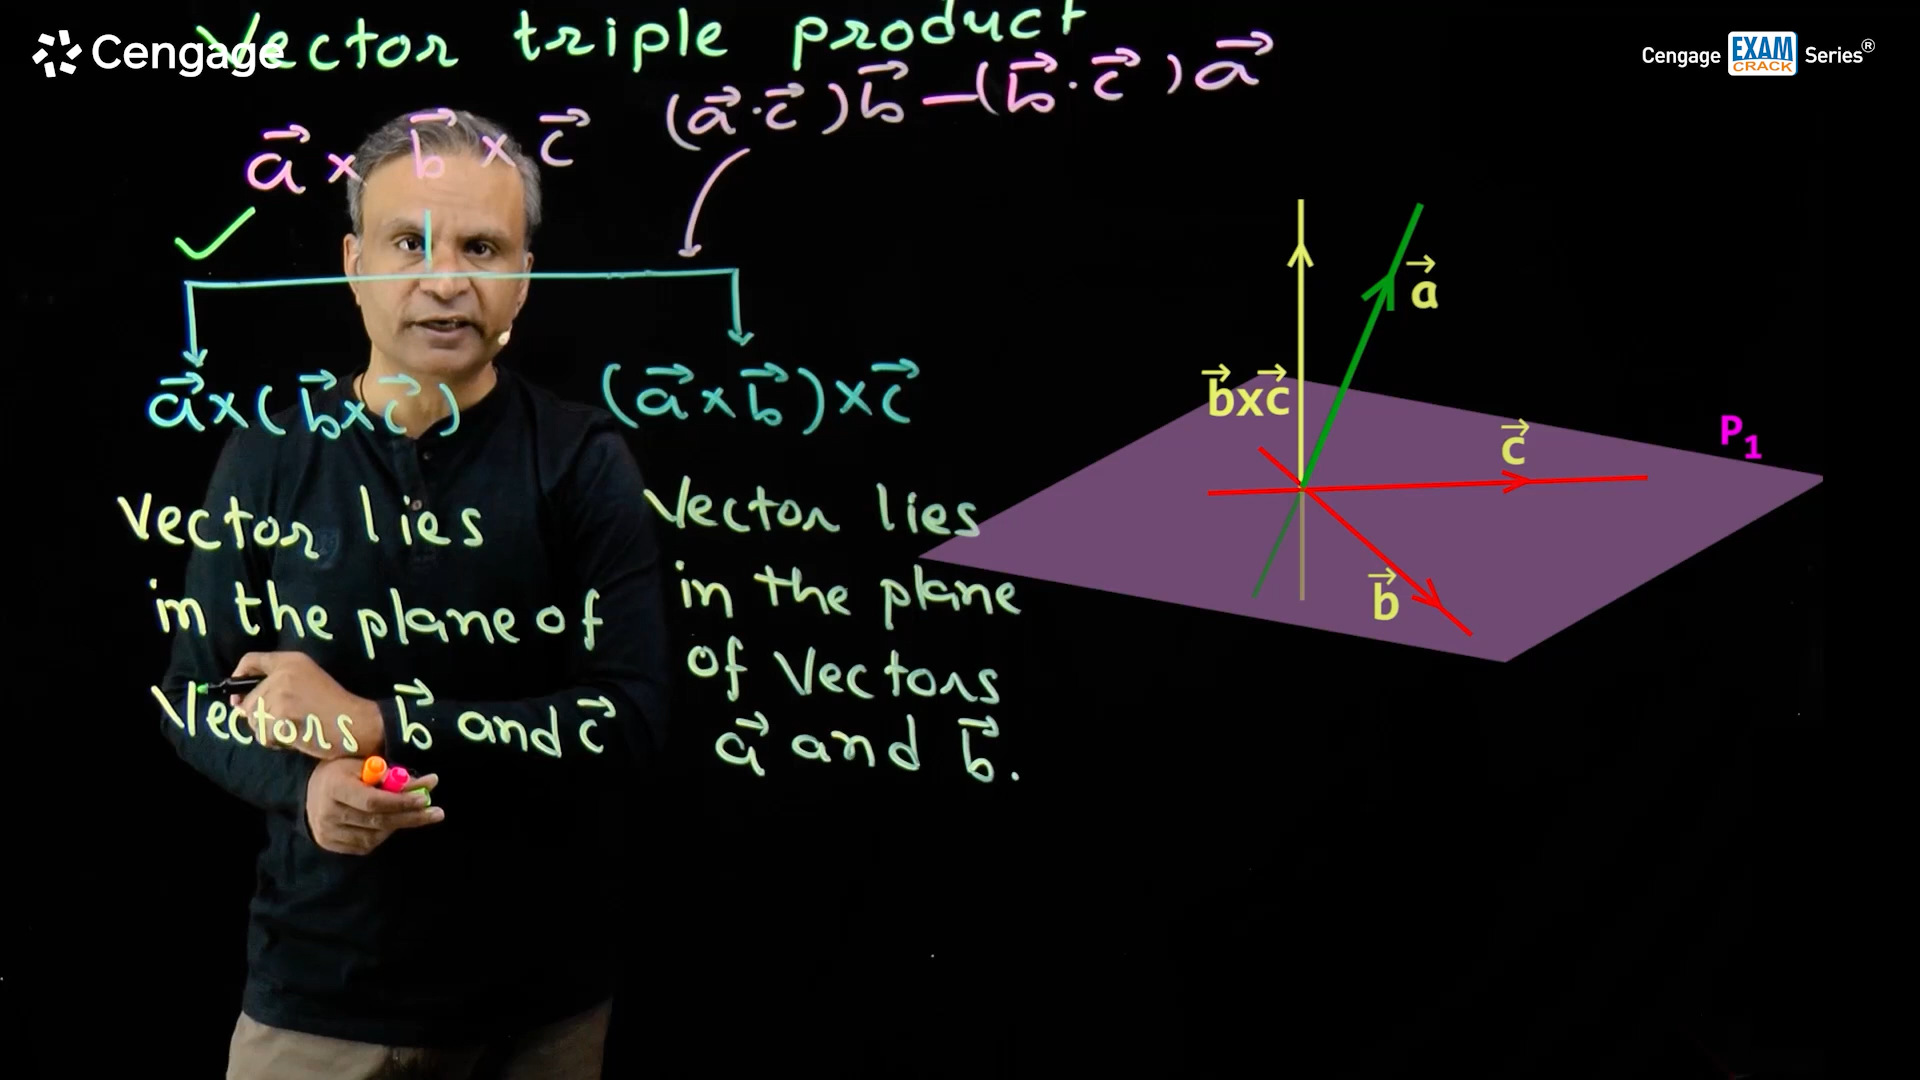 Cengage
Cengage EXAM CRACK Series®
Vector triple product
(a⃗·c⃗)b⃗ – (b⃗·c⃗)a⃗
a⃗ × b⃗ × c⃗
a⃗×(b⃗×c⃗)
(a⃗×b⃗)×c⃗
Vector lies
in the plane of
Vectors b⃗ and c⃗
Vector lies
in the plane
of Vectors
a⃗ and b⃗.
a⃗
b⃗xc⃗
c⃗
P₁
b⃗